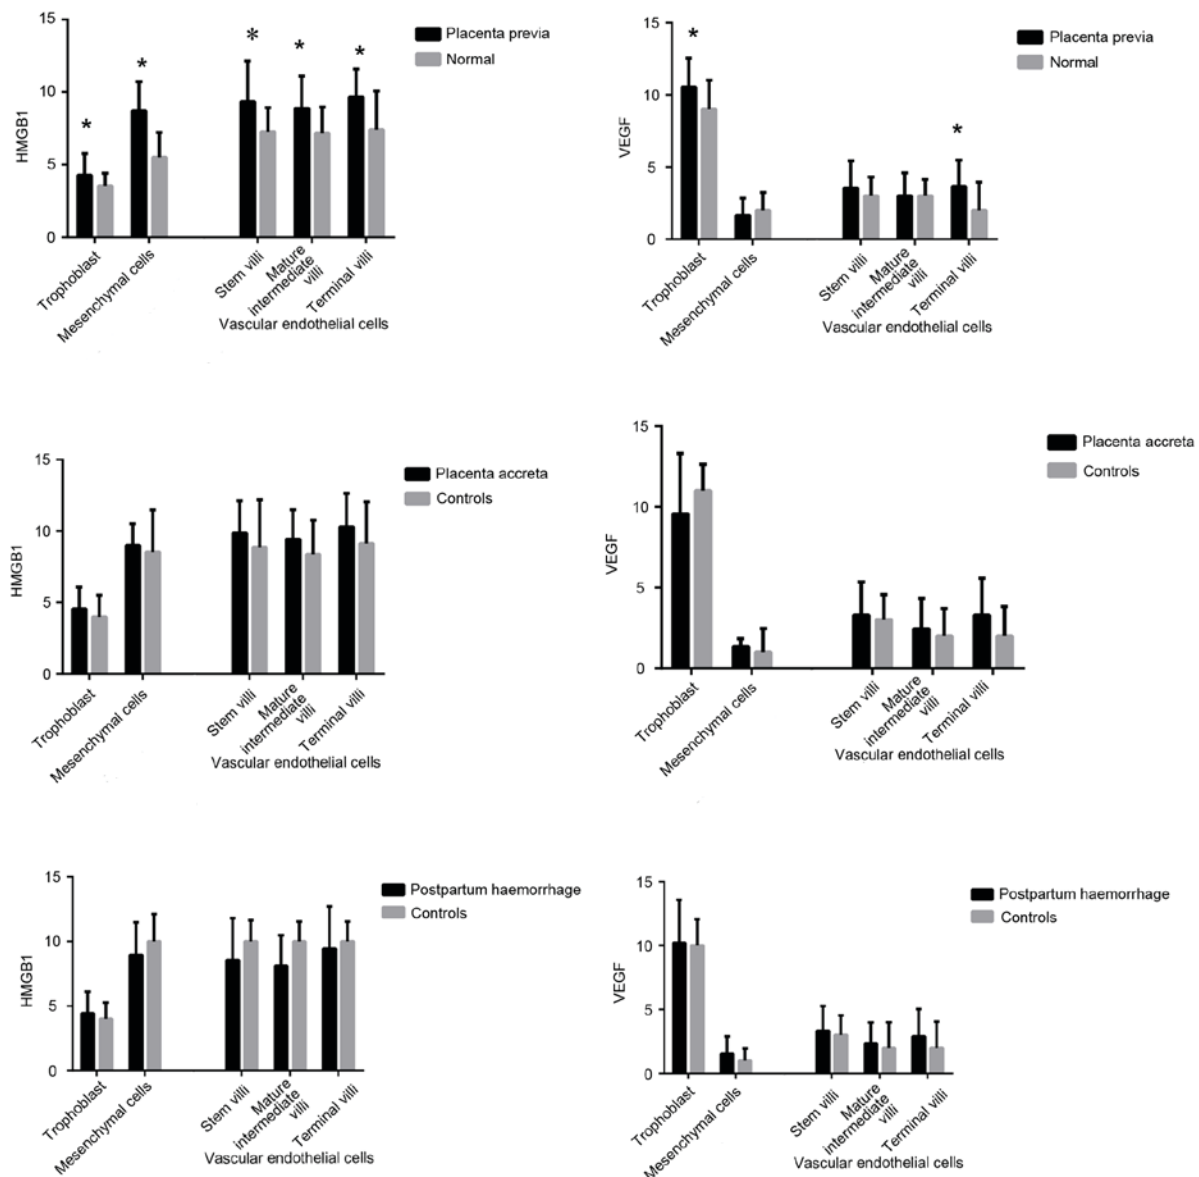 15
10
5
0
HMGB1
*
*
*
*
*
Placenta previa
Normal
Trophoblast
Mesenchymal cells
Stem villi
Mature
intermediate
villi
Terminal villi
Vascular endothelial cells
15
10
5
0
VEGF
*
*
Placenta previa
Normal
Trophoblast
Mesenchymal cells
Stem villi
Mature
intermediate
villi
Terminal villi
Vascular endothelial cells
15
10
5
0
HMGB1
Placenta accreta
Controls
Trophoblast
Mesenchymal cells
Stem villi
Mature
intermediate
villi
Terminal villi
Vascular endothelial cells
15
10
5
0
VEGF
Placenta accreta
Controls
Trophoblast
Mesenchymal cells
Stem villi
Mature
intermediate
villi
Terminal villi
Vascular endothelial cells
15
10
5
0
HMGB1
Postpartum haemorrhage
Controls
Trophoblast
Mesenchymal cells
Stem villi
Mature
intermediate
villi
Terminal villi
Vascular endothelial cells
15
10
5
0
VEGF
Postpartum haemorrhage
Controls
Trophoblast
Mesenchymal cells
Stem villi
Mature
intermediate
villi
Terminal villi
Vascular endothelial cells